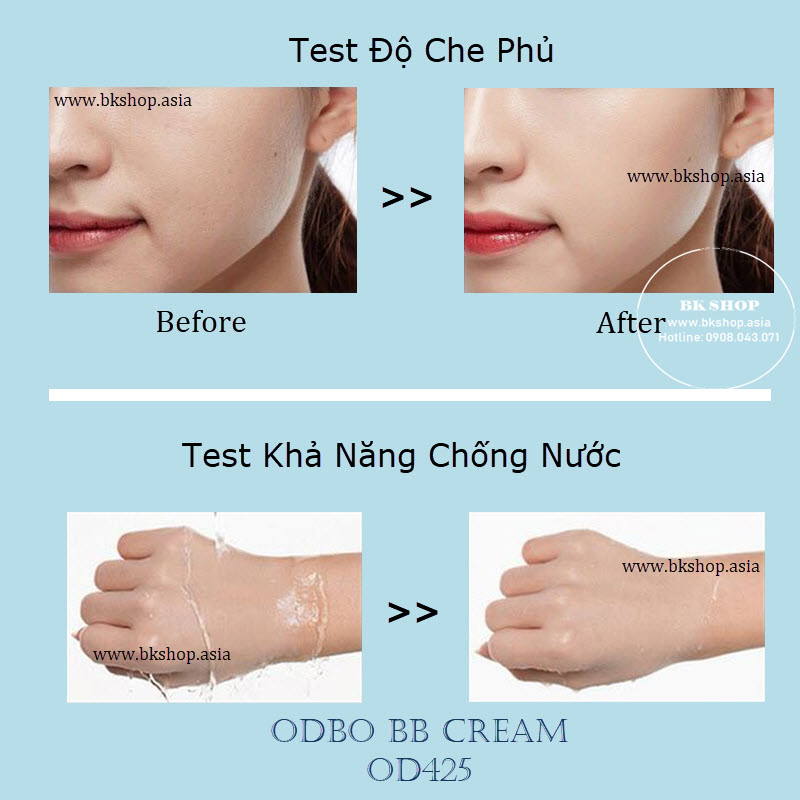 Test Độ Che Phủ
www.bkshop.asia
www.bkshop.asia
>>
Before
After
BK SHOP
www.bkshop.asia
Hotline: 0908.043.071
Test Khả Năng Chống Nước
www.bkshop.asia
www.bkshop.asia
>>
ODBO BB CREAM
OD425